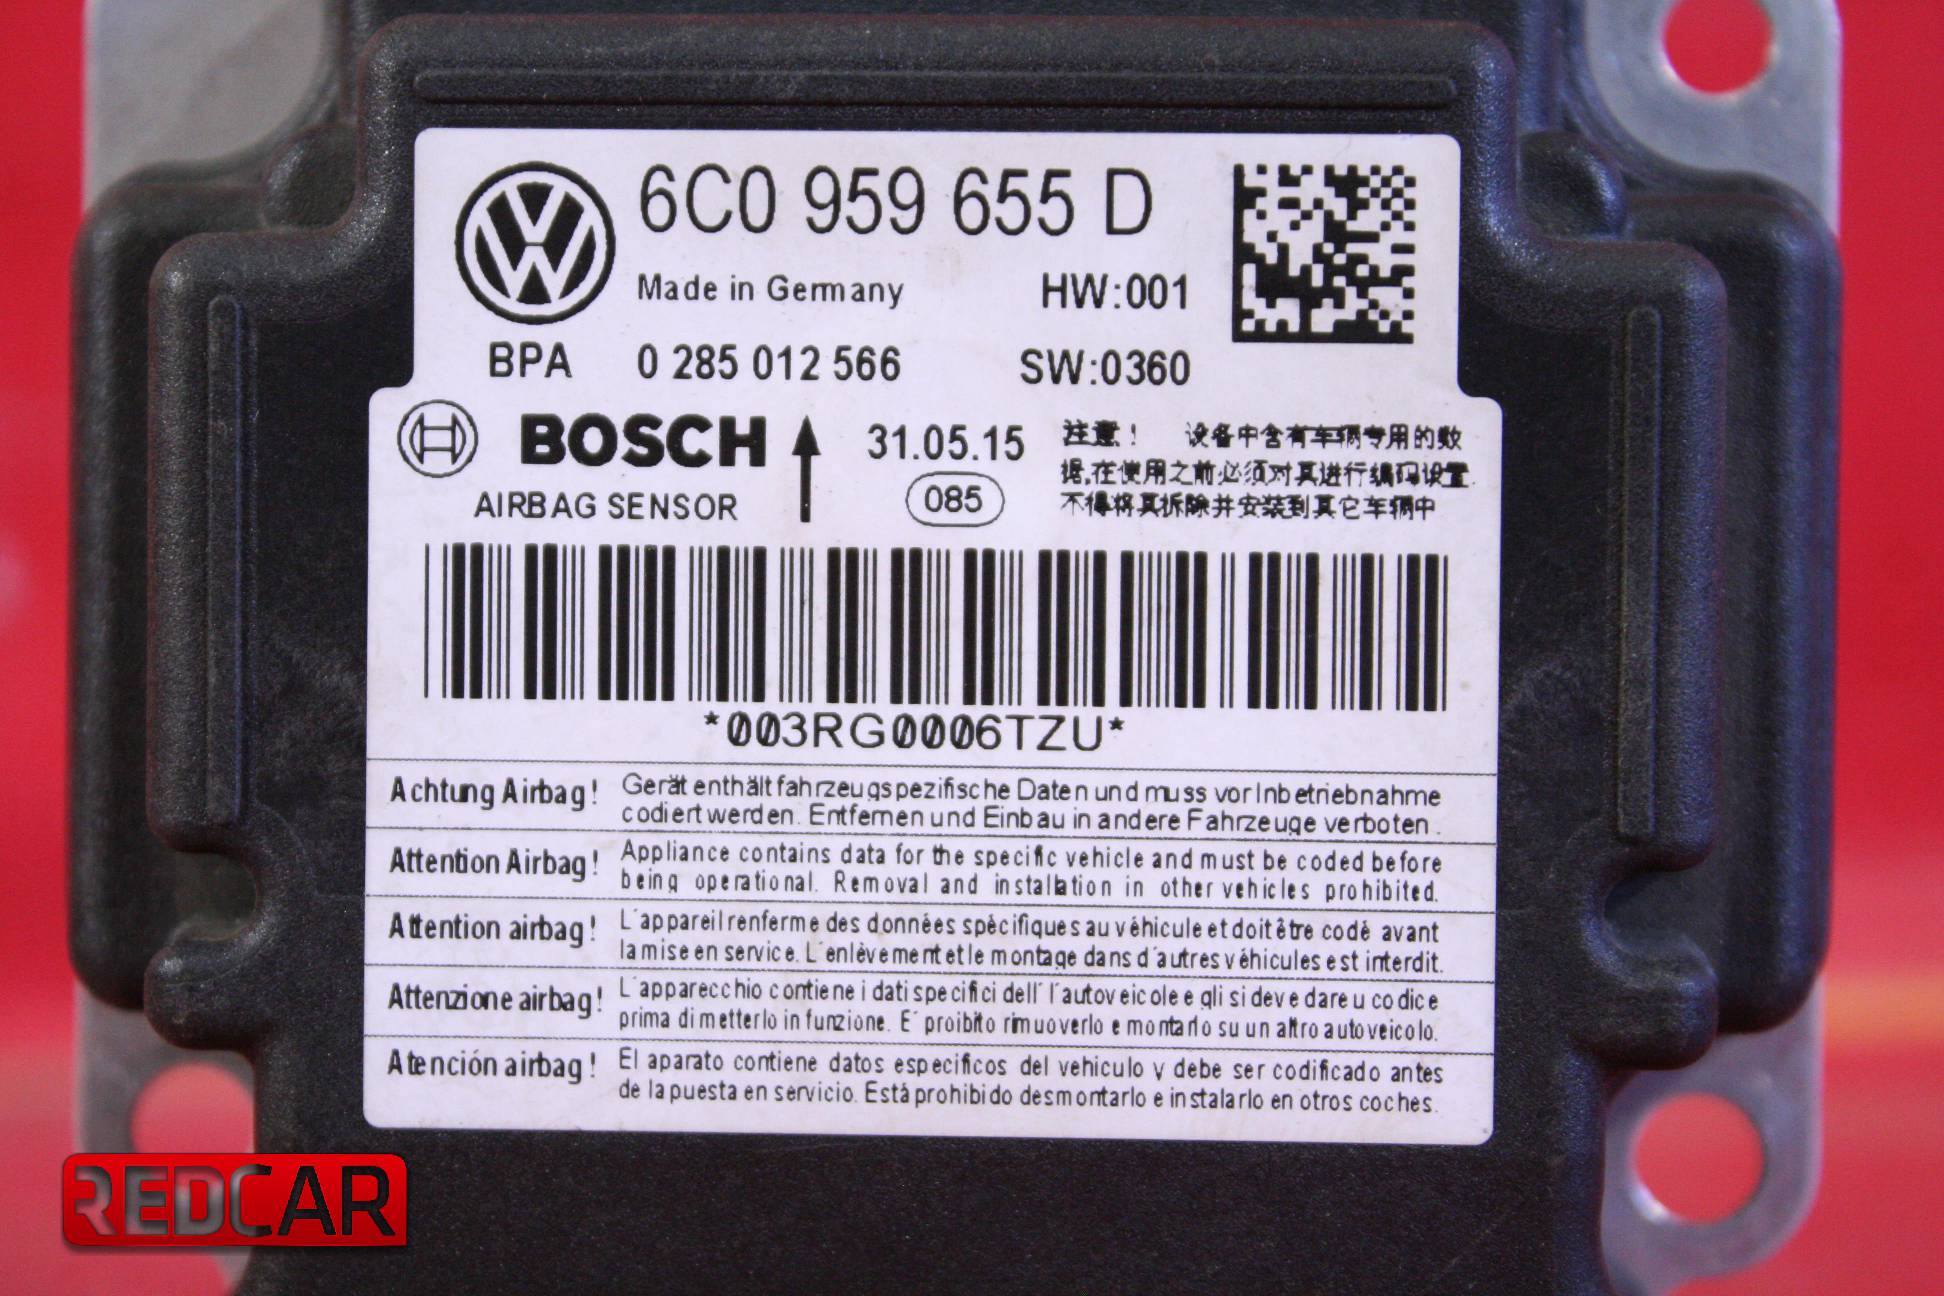 6C0 959 655 D
Made in Germany HW:001
BPA 0 285 012 566 SW:0360
BOSCH 31.05.15
AIRBAG SENSOR 085
注意！ 设备中含有车辆专用的数
据,在使用之前必须对其进行编码设置.
不得将其拆除并安装到其它车辆中
*003RG0006TZU*
Achtung Airbag! Gerät enthält fahrzeugspezifische Daten und muss vor Inbetriebnahme
codiert werden. Entfernen und Einbau in andere Fahrzeuge verboten.
Attention Airbag! Appliance contains data for the specific vehicle and must be coded before
being operational. Removal and installation in other vehicles prohibited.
Attention airbag! L'appareil renferme des données spècifiques au véhicule et doit être codè avant
la mise en service. L'enlèvement et le montage dans d'autres véhicules est interdit.
Attenzione airbag! L'apparecchio contiene i dati specifici dell' l'autoveicole e gli si deve dare u codice
prima di metterlo in funzione. E' proibito rimuoverlo e montarlo su un altro autoveicolo.
Atención airbag! El aparato contiene datos especificos del vehiculo y debe ser codificado antes
de la puesta en servicio. Está prohibido desmontarlo e instalarlo en otros coches.
REDCAR